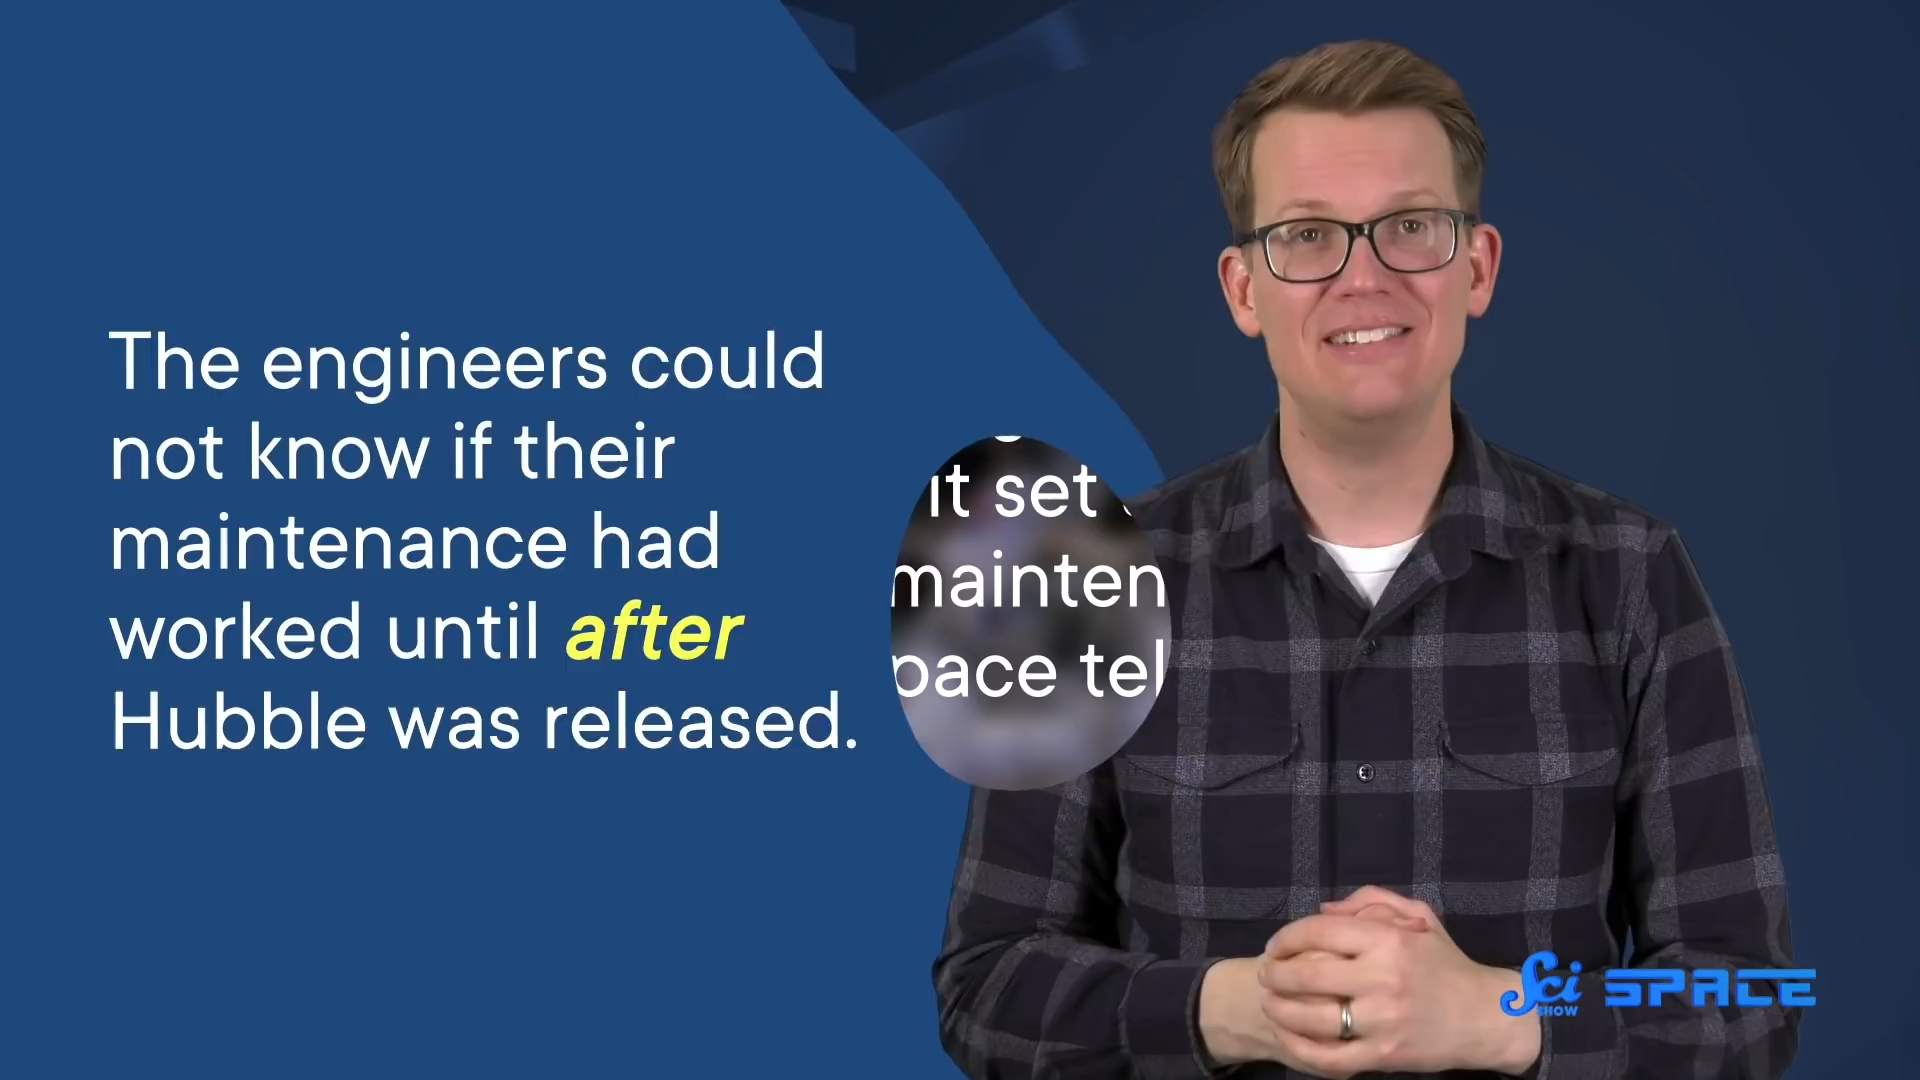 The engineers could
not know if their
maintenance had
worked until after
Hubble was released.
it set
mainten
pace tel
Sci
SHOW
SPACE